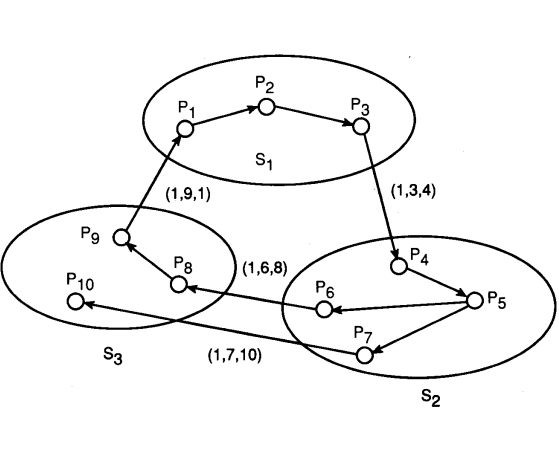 P2
P1
P3
S1
(1,9,1)
(1,3,4)
P9
P4
P8
(1,6,8)
P10
P6
P5
P7
S3
(1,7,10)
S2